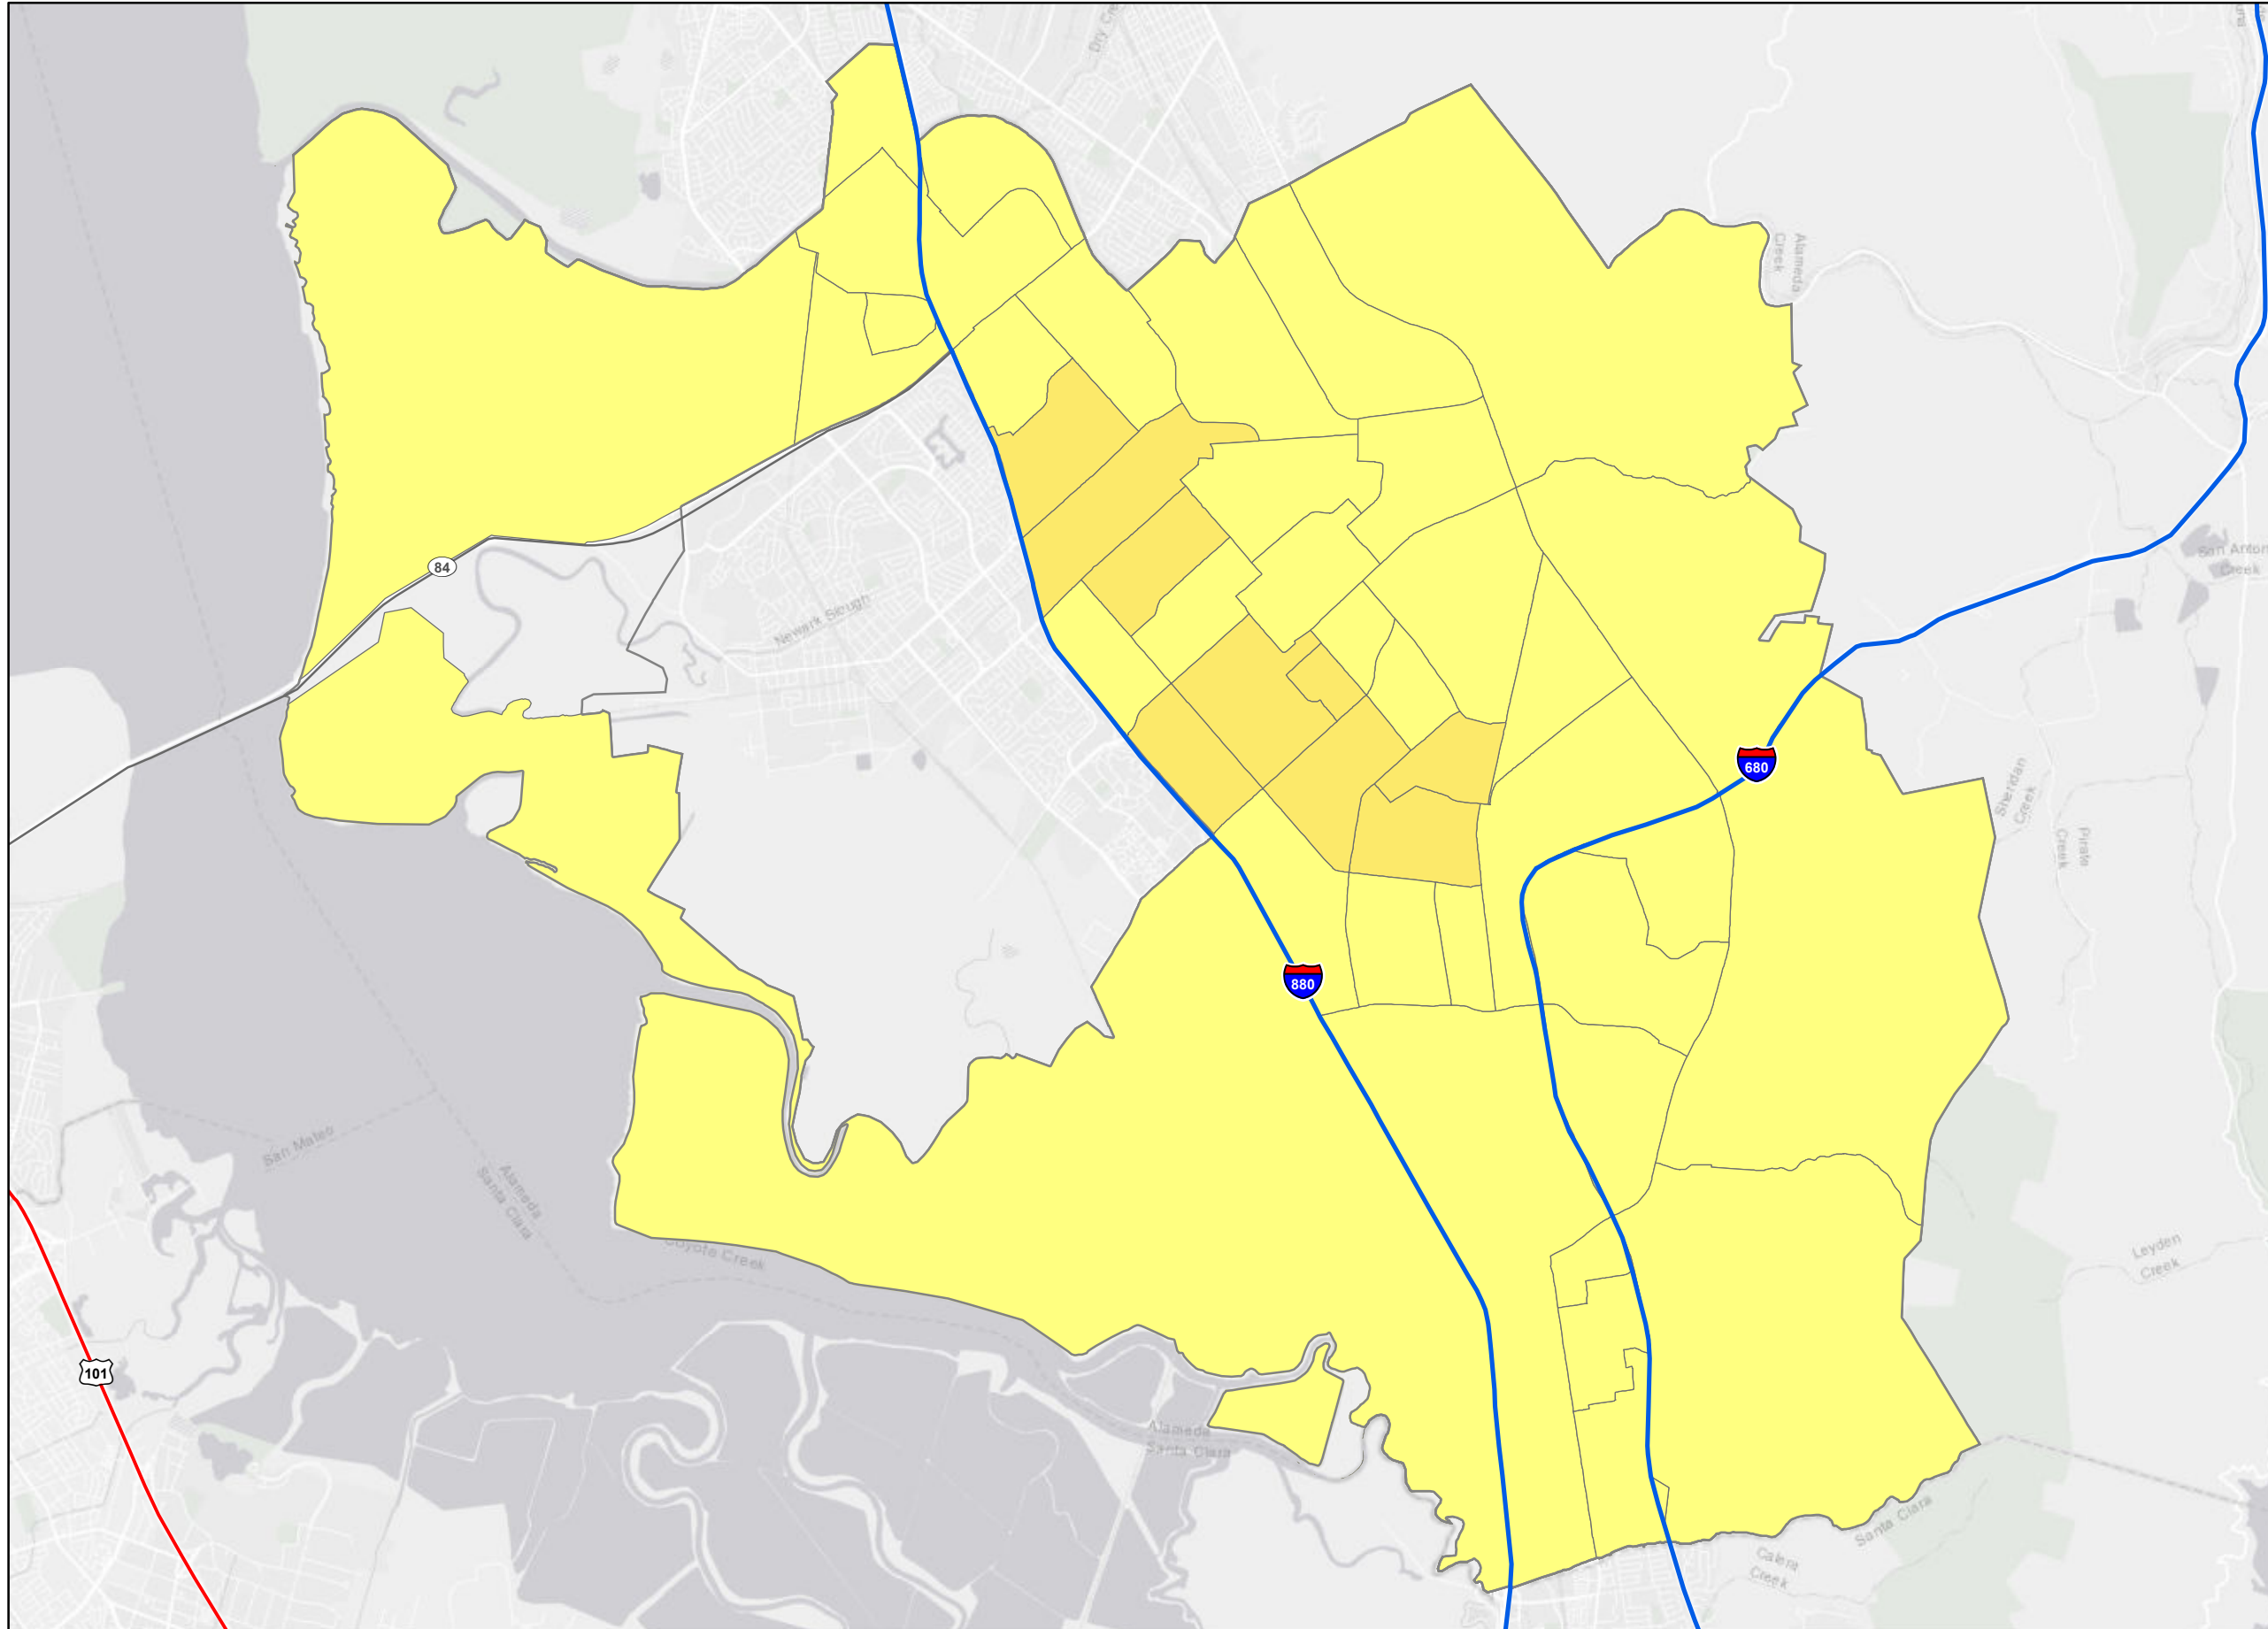 Dry Cre
Alameda
Creek
84
Newark Slough
San Anton
Creek
680
Sheridan
Creek
Pirate
Creek
880
San Mateo
Alameda
Santa Clara
Coyote Creek
Leyden
Creek
101
Alameda
Santa Clara
Santa Clara
Calera
Creek